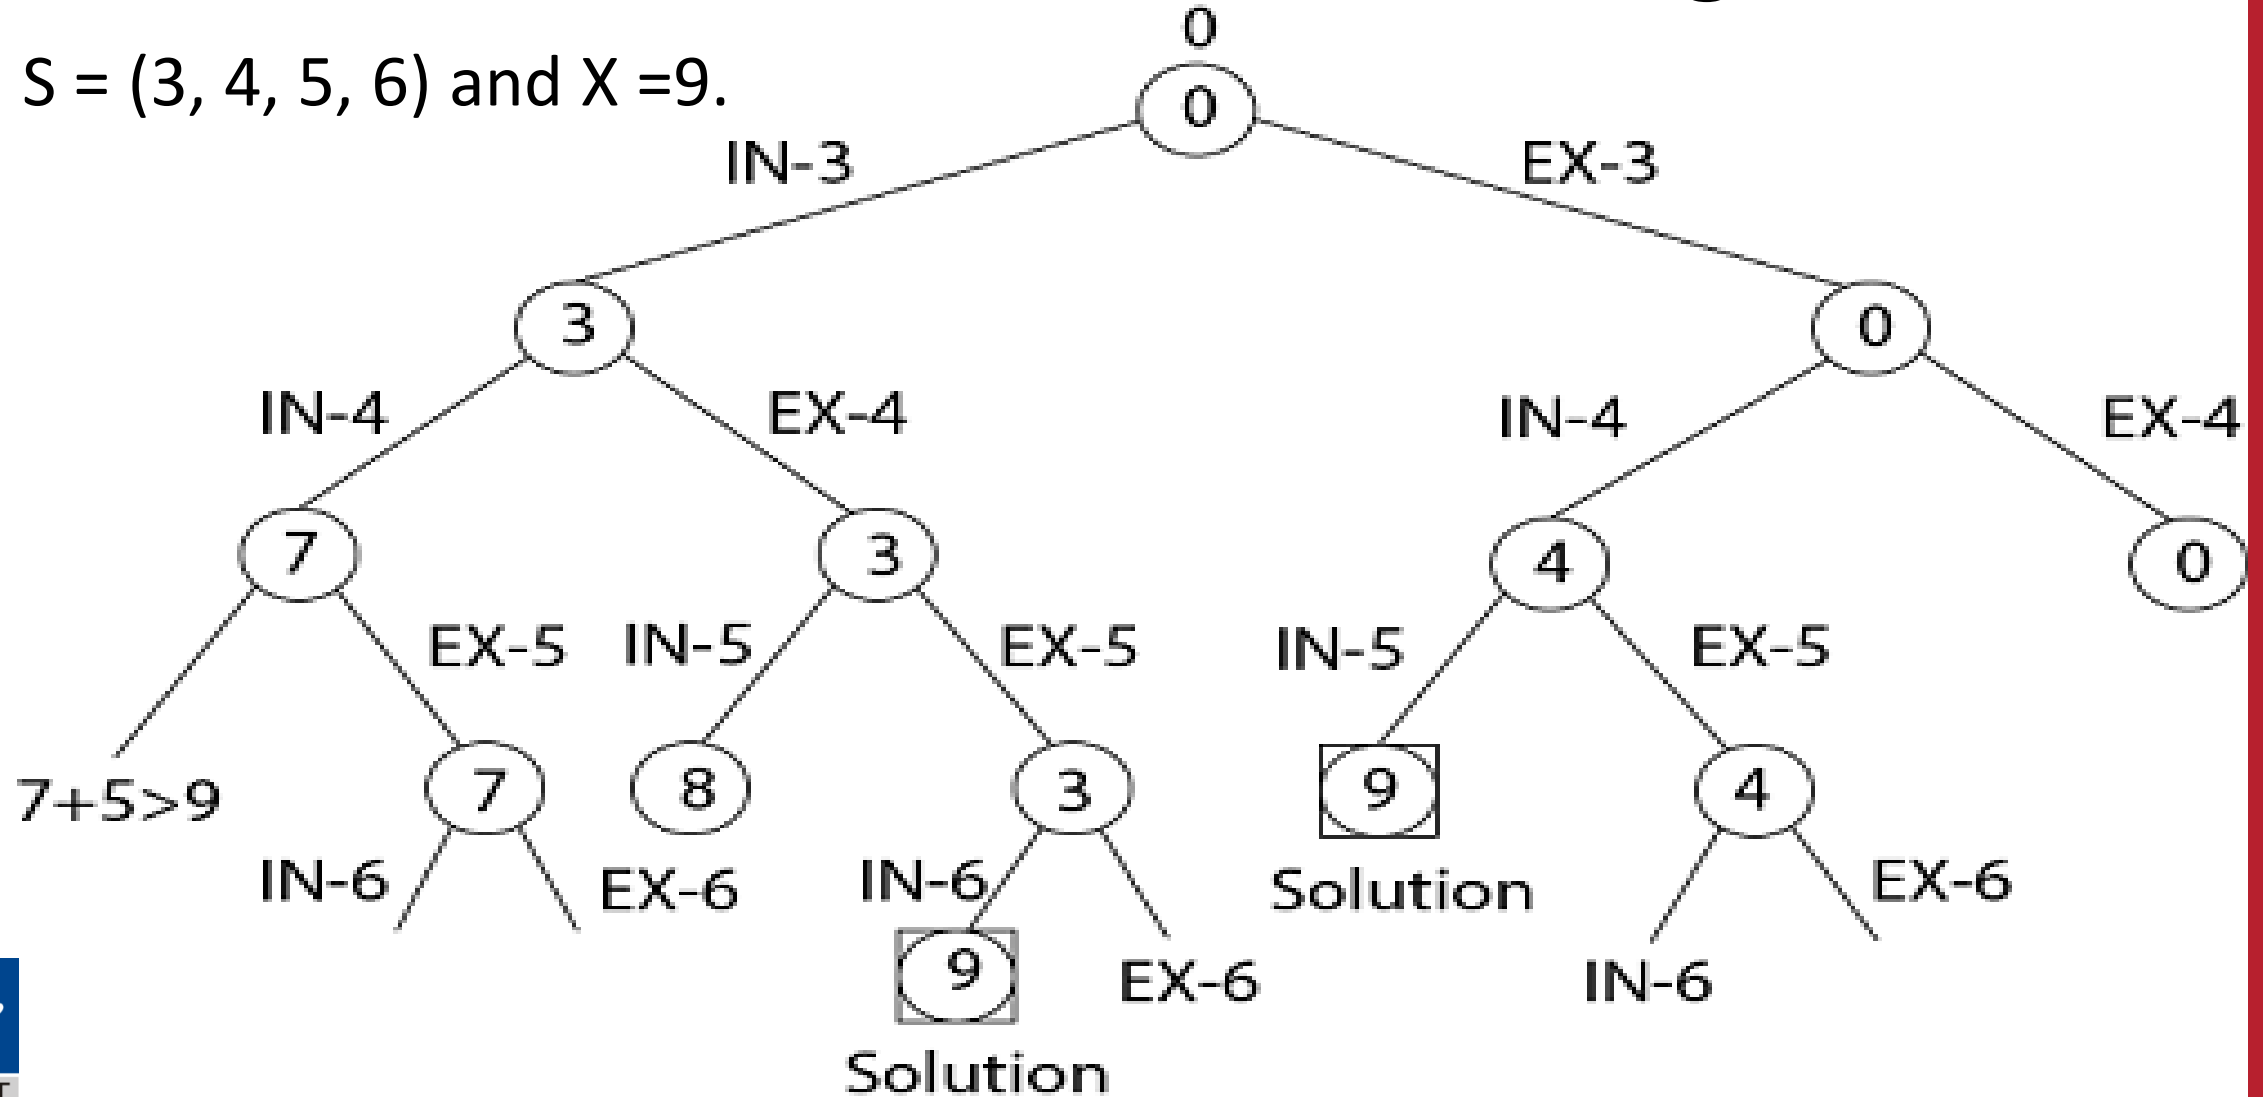 0
S = (3, 4, 5, 6) and X =9.
0
IN-3
EX-3
3
0
IN-4
EX-4
IN-4
EX-4
7
3
4
0
EX-5
IN-5
EX-5
IN-5
EX-5
7+5>9
7
8
3
9
4
IN-6
EX-6
IN-6
Solution
EX-6
9
EX-6
IN-6
Solution